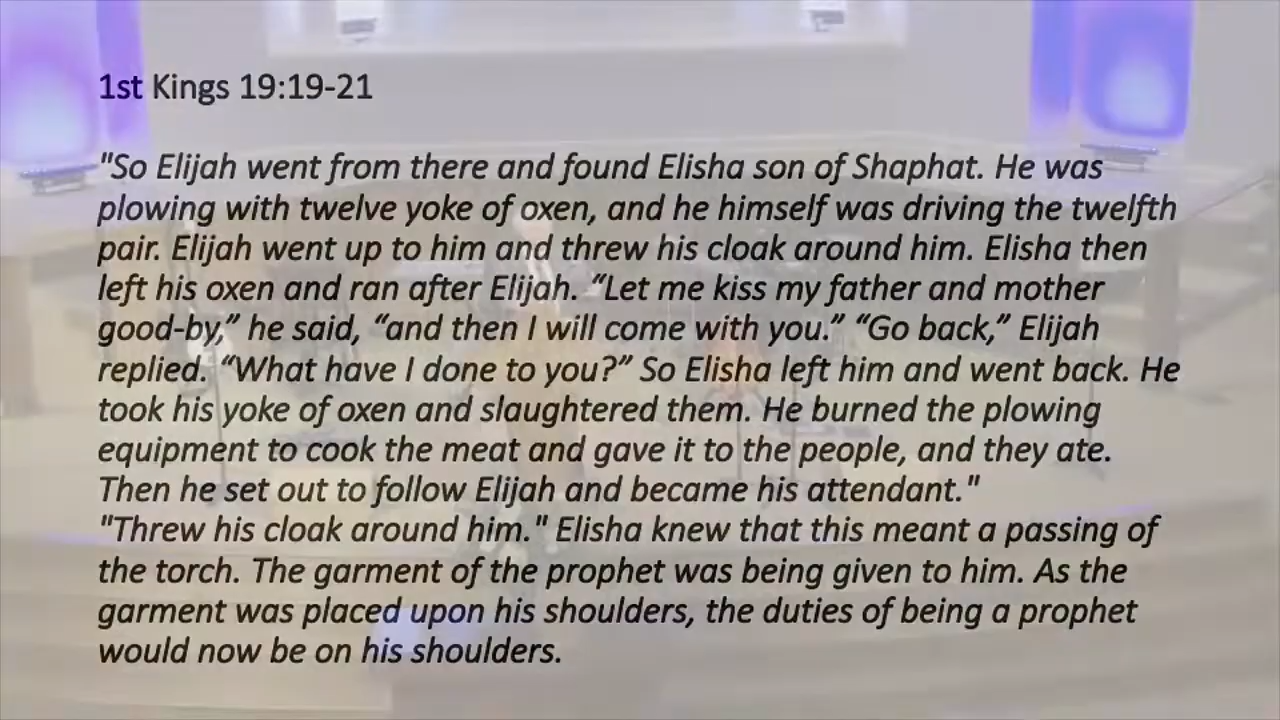 1st Kings 19:19-21
"So Elijah went from there and found Elisha son of Shaphat. He was
plowing with twelve yoke of oxen, and he himself was driving the twelfth
pair. Elijah went up to him and threw his cloak around him. Elisha then
left his oxen and ran after Elijah. “Let me kiss my father and mother
good-by,” he said, “and then I will come with you.” “Go back,” Elijah
replied. “What have I done to you?” So Elisha left him and went back. He
took his yoke of oxen and slaughtered them. He burned the plowing
equipment to cook the meat and gave it to the people, and they ate.
Then he set out to follow Elijah and became his attendant."
"Threw his cloak around him." Elisha knew that this meant a passing of
the torch. The garment of the prophet was being given to him. As the
garment was placed upon his shoulders, the duties of being a prophet
would now be on his shoulders.